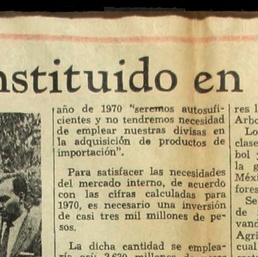 nstituido en
año de 1970 "seremos autosufi-
cientes y no tendremos necesidad
de emplear nuestras divisas en
la adquisición de productos de
importación".
Para satisfacer las necesidades
del mercado interno, de acuerdo
con las cifras calculadas para
1970, es necesario una inversión
de casi tres mil millones de pe-
sos.
La dicha cantidad se emplea-
res l
Arbo
Lo
clas
bol y
la g
Méxi
fores
Se
de
vanc
Agri
cual